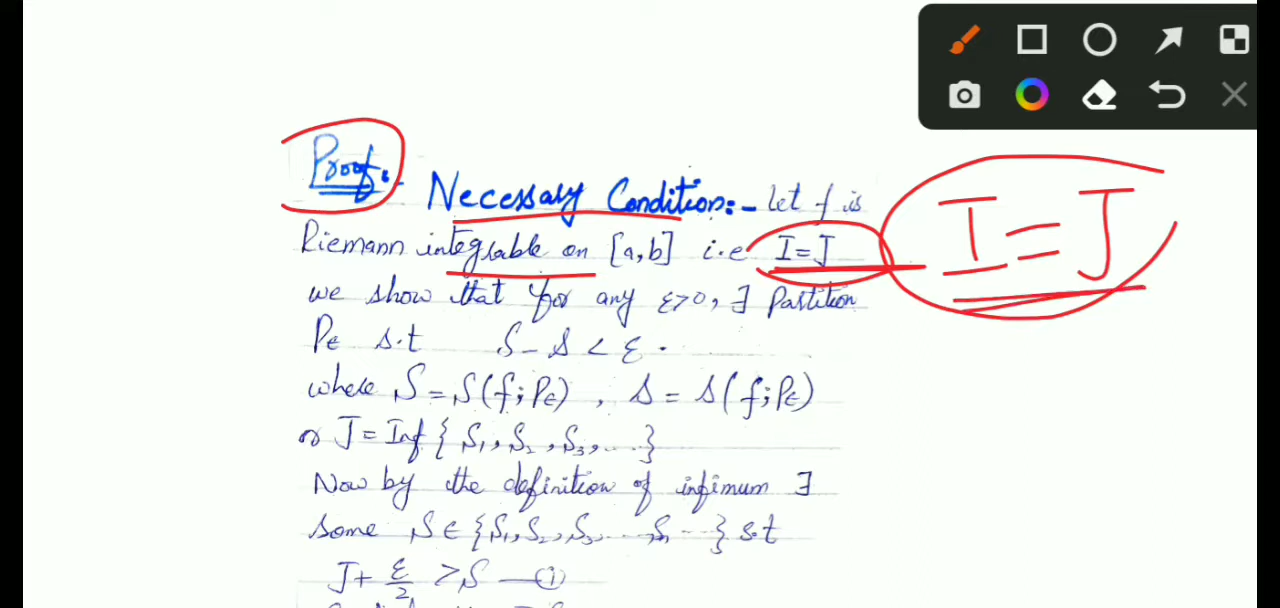 Proof:-
Necessary Condition:- let f is
Riemann integrable on [a,b] i.e I=J
I=J
we show that for any ε>0, ∃ Partition
Pϵ s.t S-s < ε.
where S=S(f;Pϵ), s = s(f;Pϵ)
∵ J=Inf{ S₁, S₂, S₃, ...}
Now by the definition of infimum ∃
Some S∈{S₁, S₂, S₃, ..., S, ...} s.t
J+ ε/2 > S —①